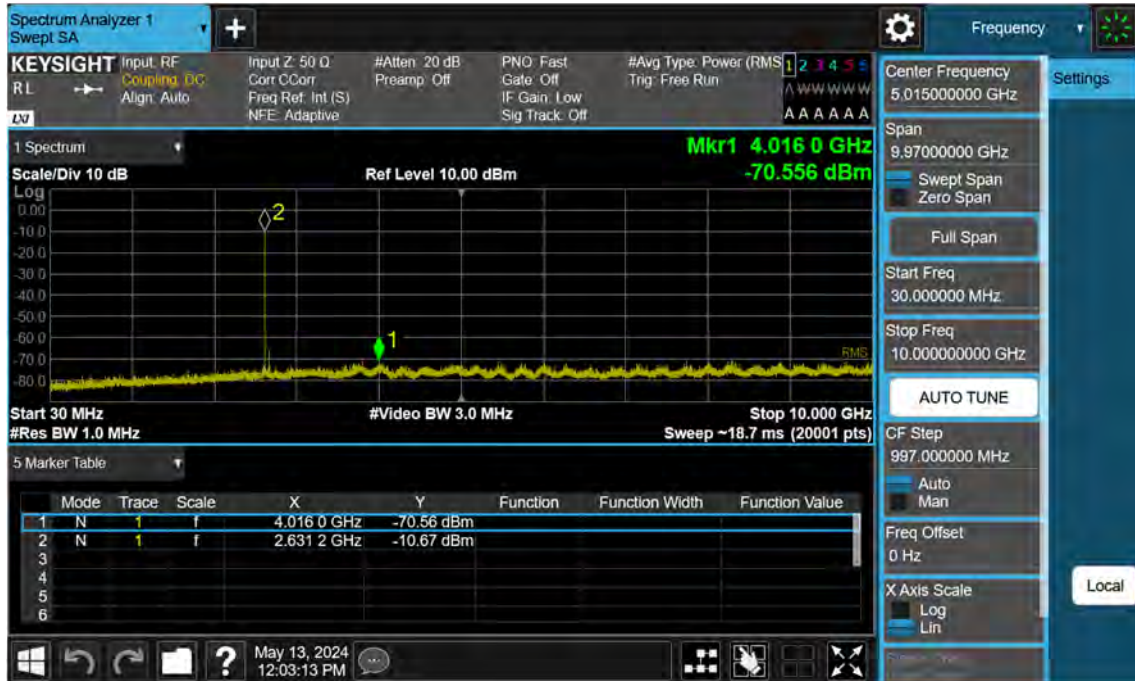 Spectrum Analyzer 1
Swept SA
Frequency
KEYSIGHT
RL
LXI
Input: RF
Coupling: DC
Align: Auto
Input Z: 50 Ω
Corr CCorr
Freq Ref: Int (S)
NFE: Adaptive
#Atten: 20 dB
Preamp: Off
PNO: Fast
Gate: Off
IF Gain: Low
Sig Track: Off
#Avg Type: Power (RMS
Trig: Free Run
1 2 3 4 5 6
A W W W W W
A A A A A A
1 Spectrum
Scale/Div 10 dB
Ref Level 10.00 dBm
Mkr1 4.016 0 GHz
-70.556 dBm
Log
0.00
-10.0
-20.0
-30.0
-40.0
-50.0
-60.0
-70.0
-80.0
2
1
RMS
Start 30 MHz
#Video BW 3.0 MHz
Stop 10.000 GHz
#Res BW 1.0 MHz
Sweep ~18.7 ms (20001 pts)
5 Marker Table
Mode Trace Scale X Y Function Function Width Function Value
1 N 1 f 4.016 0 GHz -70.56 dBm
2 N 1 f 2.631 2 GHz -10.67 dBm
3
4
5
6
May 13, 2024
12:03:13 PM
Center Frequency
5.015000000 GHz
Span
9.97000000 GHz
Swept Span
Zero Span
Full Span
Start Freq
30.000000 MHz
Stop Freq
10.000000000 GHz
AUTO TUNE
CF Step
997.000000 MHz
Auto
Man
Freq Offset
0 Hz
X Axis Scale
Log
Lin
Settings
Local